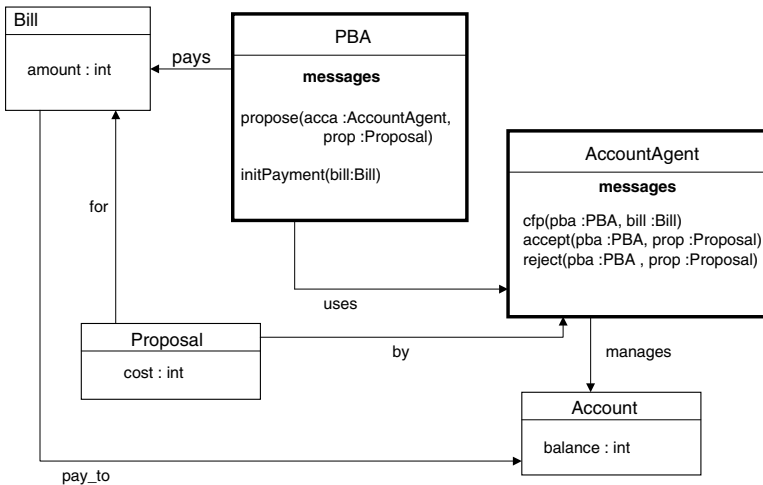 Bill
amount : int
pays
PBA
messages
propose(acca :AccountAgent,
prop :Proposal)
initPayment(bill:Bill)
AccountAgent
messages
cfp(pba :PBA, bill :Bill)
accept(pba :PBA, prop :Proposal)
reject(pba :PBA , prop :Proposal)
for
uses
Proposal
cost : int
by
manages
Account
balance : int
pay_to